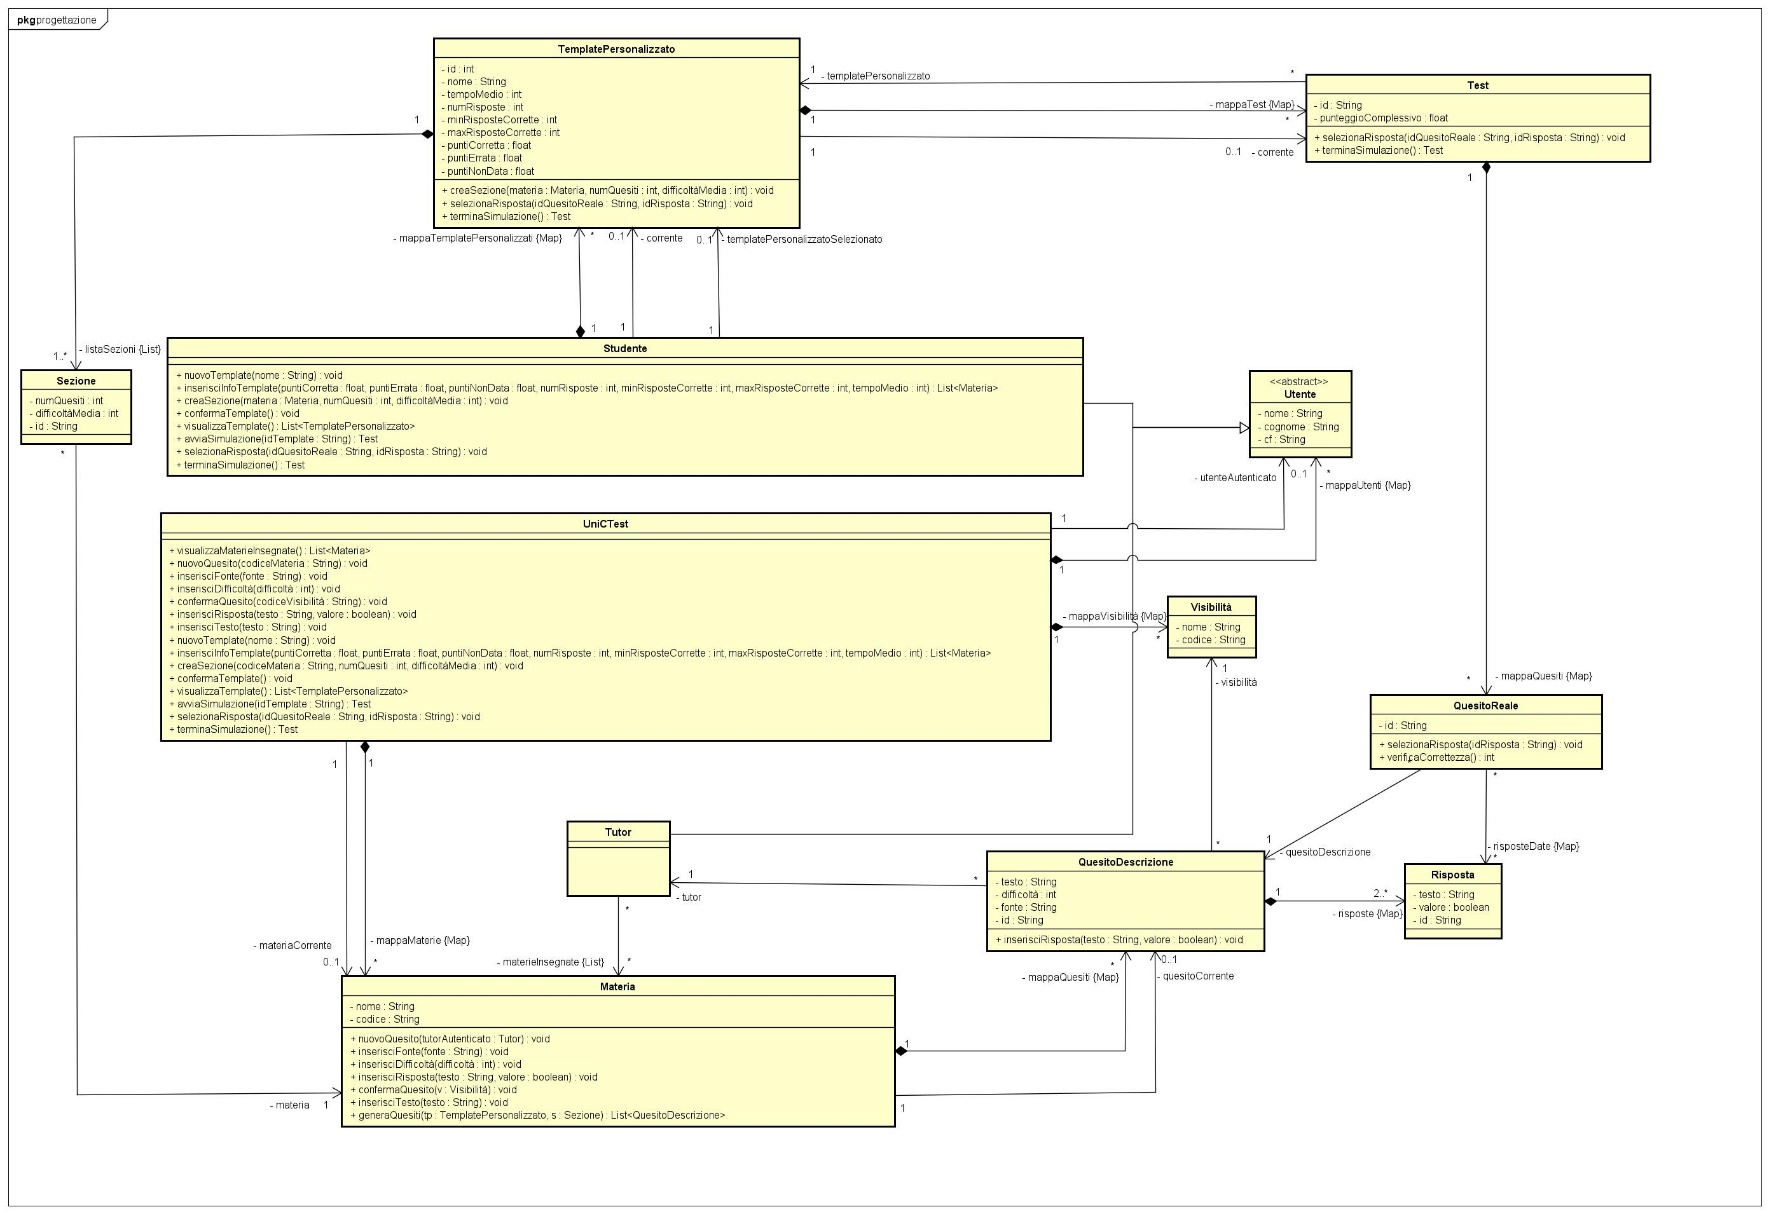 pkg progettazione
TemplatePersonalizzato
- id : int
- nome : String
- tempoMedio : int
- numRisposte : int
- minRisposteCorrette : int
- maxRisposteCorrette : int
- puntiCorretta : float
- puntiErrata : float
- puntiNonData : float
+ creaSezione(materia : Materia, numQuesiti : int, difficoltàMedia : int) : void
+ selezionaRisposta(idQuesitoReale : String, idRisposta : String) : void
+ terminaSimulazione() : Test
1
- templatePersonalizzato
*
- mappaTest {Map}
1
*
1
0..1
- corrente
Test
- id : String
- punteggioComplessivo : float
+ selezionaRisposta(idQuesitoReale : String, idRisposta : String) : void
+ terminaSimulazione() : Test
1
1
- mappaTemplatePersonalizzati {Map}
*
0..1
- corrente
0..1
- templatePersonalizzatoSelezionato
1
1
1
1..*
- listaSezioni {List}
Sezione
- numQuesiti : int
- difficoltàMedia : int
- id : String
*
Studente
+ nuovoTemplate(nome : String) : void
+ inserisciInfoTemplate(puntiCorretta : float, puntiErrata : float, puntiNonData : float, numRisposte : int, minRisposteCorrette : int, maxRisposteCorrette : int, tempoMedio : int) : List<Materia>
+ creaSezione(materia : Materia, numQuesiti : int, difficoltàMedia : int) : void
+ confermaTemplate() : void
+ visualizzaTemplate() : List<TemplatePersonalizzato>
+ avviaSimulazione(idTemplate : String) : Test
+ selezionaRisposta(idQuesitoReale : String, idRisposta : String) : void
+ terminaSimulazione() : Test
<<abstract>>
Utente
- nome : String
- cognome : String
- cf : String
- utenteAutenticato
0..1
*
- mappaUtenti {Map}
UniCTest
+ visualizzaMaterieInsegnate() : List<Materia>
+ nuovoQuesito(codiceMateria : String) : void
+ inserisciFonte(fonte : String) : void
+ inserisciDifficoltà(difficoltà : int) : void
+ confermaQuesito(codiceVisibilità : String) : void
+ inserisciRisposta(testo : String, valore : boolean) : void
+ inserisciTesto(testo : String) : void
+ nuovoTemplate(nome : String) : void
+ inserisciInfoTemplate(puntiCorretta : float, puntiErrata : float, puntiNonData : float, numRisposte : int, minRisposteCorrette : int, maxRisposteCorrette : int, tempoMedio : int) : List<Materia>
+ creaSezione(codiceMateria : String, numQuesiti : int, difficoltàMedia : int) : void
+ confermaTemplate() : void
+ visualizzaTemplate() : List<TemplatePersonalizzato>
+ avviaSimulazione(idTemplate : String) : Test
+ selezionaRisposta(idQuesitoReale : String, idRisposta : String) : void
+ terminaSimulazione() : Test
1
1
- mappaVisibilità {Map}
1
*
Visibilità
- nome : String
- codice : String
1
- visibilità
*
- mappaQuesiti {Map}
QuesitoReale
- id : String
+ selezionaRisposta(idRisposta : String) : void
+ verificaCorrettezza() : int
*
1
- quesitoDescrizione
- risposteDate {Map}
*
1
1
Tutor
1
- tutor
*
*
QuesitoDescrizione
- testo : String
- difficoltà : int
- fonte : String
- id : String
+ inserisciRisposta(testo : String, valore : boolean) : void
*
1
2..*
- risposte {Map}
Risposta
- testo : String
- valore : boolean
- id : String
- materiaCorrente
0..1
- mappaMaterie {Map}
*
- materieInsegnate {List}
*
*
- mappaQuesiti {Map}
0..1
- quesitoCorrente
Materia
- nome : String
- codice : String
+ nuovoQuesito(tutorAutenticato : Tutor) : void
+ inserisciFonte(fonte : String) : void
+ inserisciDifficoltà(difficoltà : int) : void
+ inserisciRisposta(testo : String, valore : boolean) : void
+ confermaQuesito(v : Visibilità) : void
+ inserisciTesto(testo : String) : void
+ generaQuesiti(tp : TemplatePersonalizzato, s : Sezione) : List<QuesitoDescrizione>
1
1
- materia
1